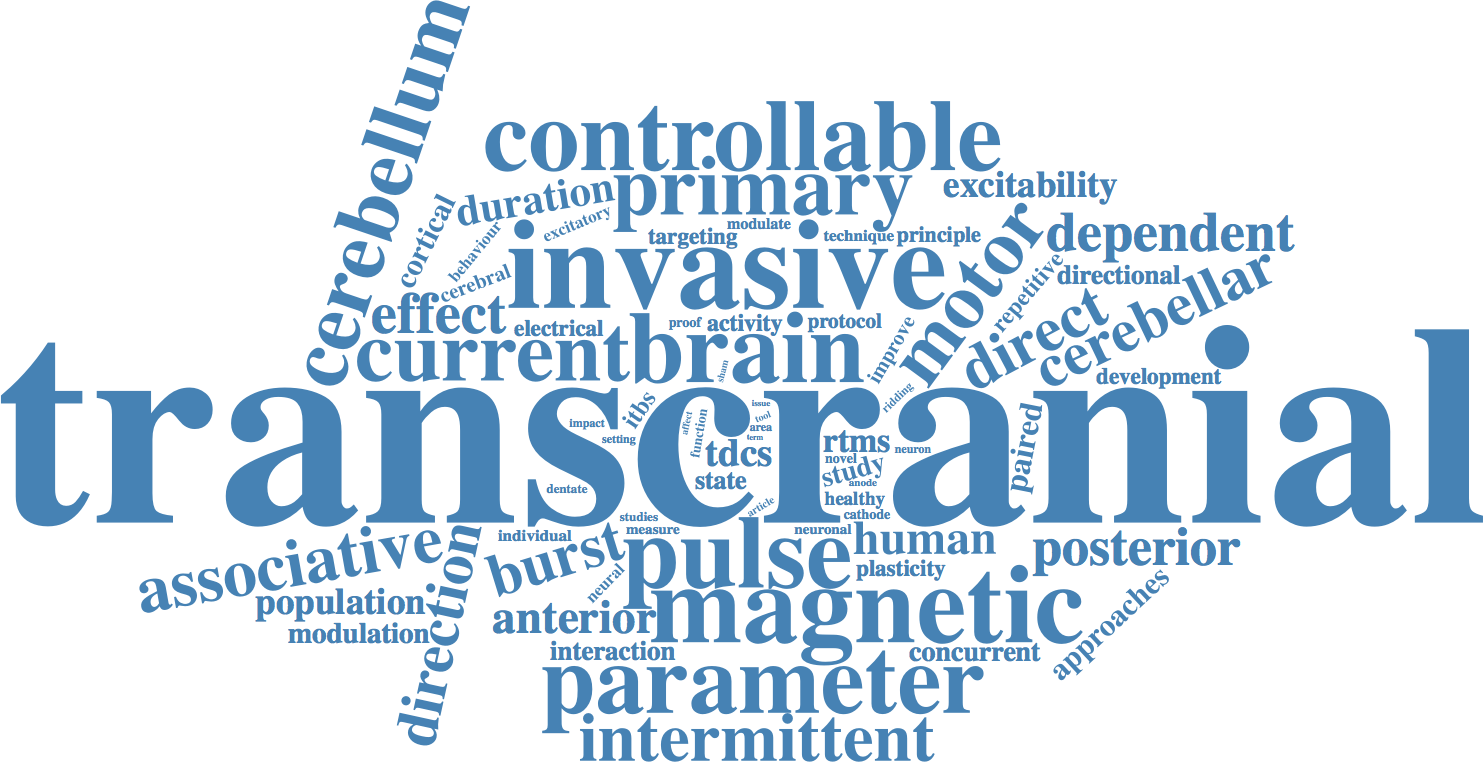 cerebellum
controllable
primary
excitability
duration
cortical
excitatory
modulate
behaviour
targeting
technique
principle
motor
dependent
invasive
cerebral
repetitive
directional
effect
electrical
proof
activity
protocol
direct
cerebellar
current
brain
improve
development
sham
ridding
transcranial
itbs
issue
tool
impact
affect
function
area
term
setting
tdcs
rtms
neuron
paired
novel
study
state
anode
dentate
healthy
article
cathode
studies
individual
measure
neuronal
associative
direction
burst
pulse
human
posterior
plasticity
neural
population
anterior
magnetic
approaches
modulation
interaction
concurrent
parameter
intermittent